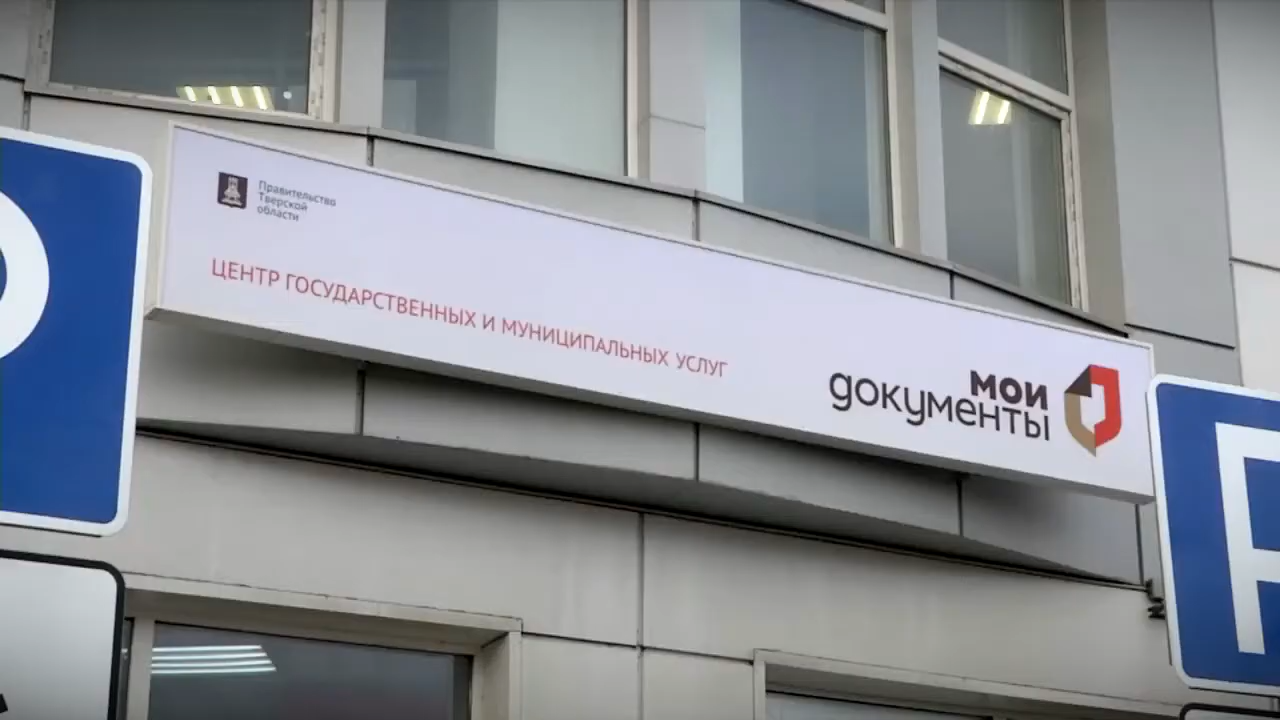 Правительство
Тверской
области
ЦЕНТР ГОСУДАРСТВЕННЫХ И МУНИЦИПАЛЬНЫХ УСЛУГ
мои
документы
P